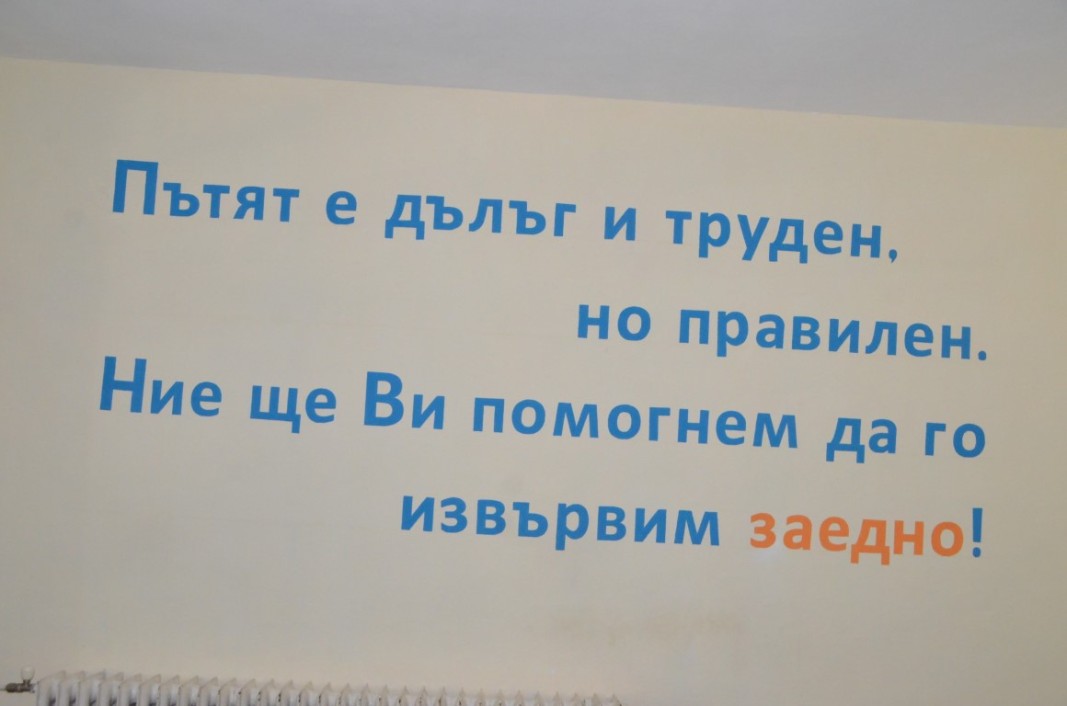 Пътят е дълъг и труден,
но правилен.
Ние ще Ви помогнем да го
извървим заедно!